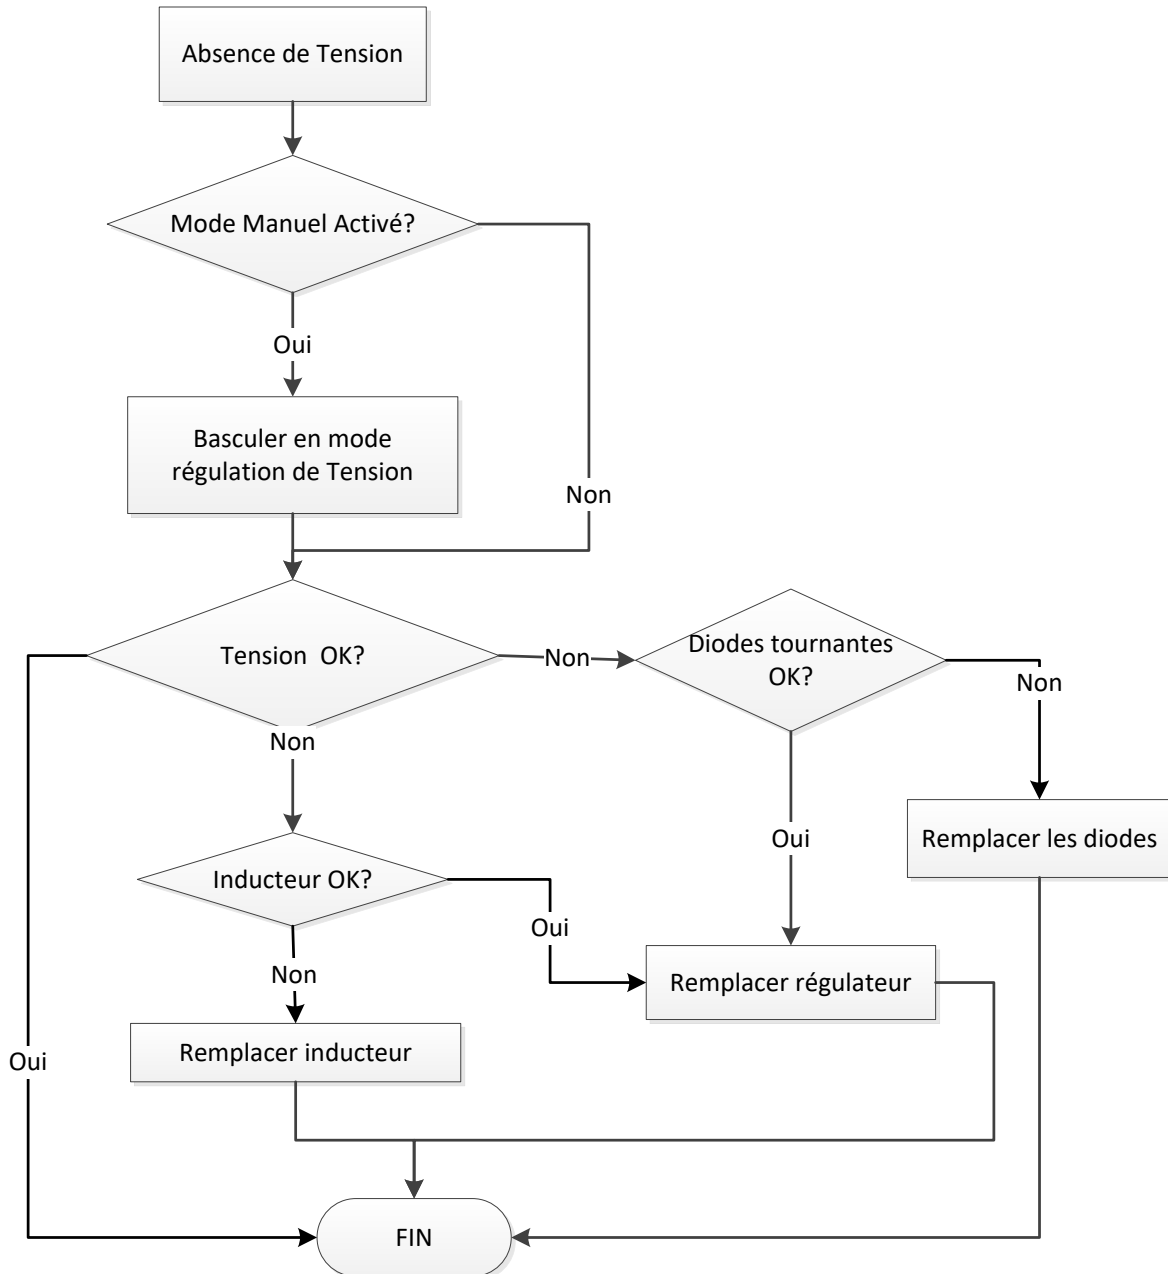 Absence de Tension
Mode Manuel Activé?
Oui
Basculer en mode
régulation de Tension
Non
Tension OK?
Non
Diodes tournantes
OK?
Non
Non
Oui
Remplacer les diodes
Inducteur OK?
Oui
Non
Remplacer régulateur
Remplacer inducteur
Oui
FIN